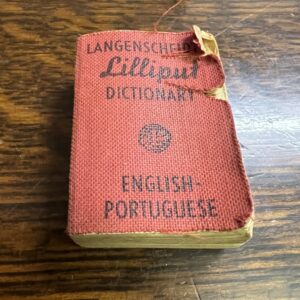 LANGENSCHEIDT
Lilliput
DICTIONARY
ENGLISH-
PORTUGUESE